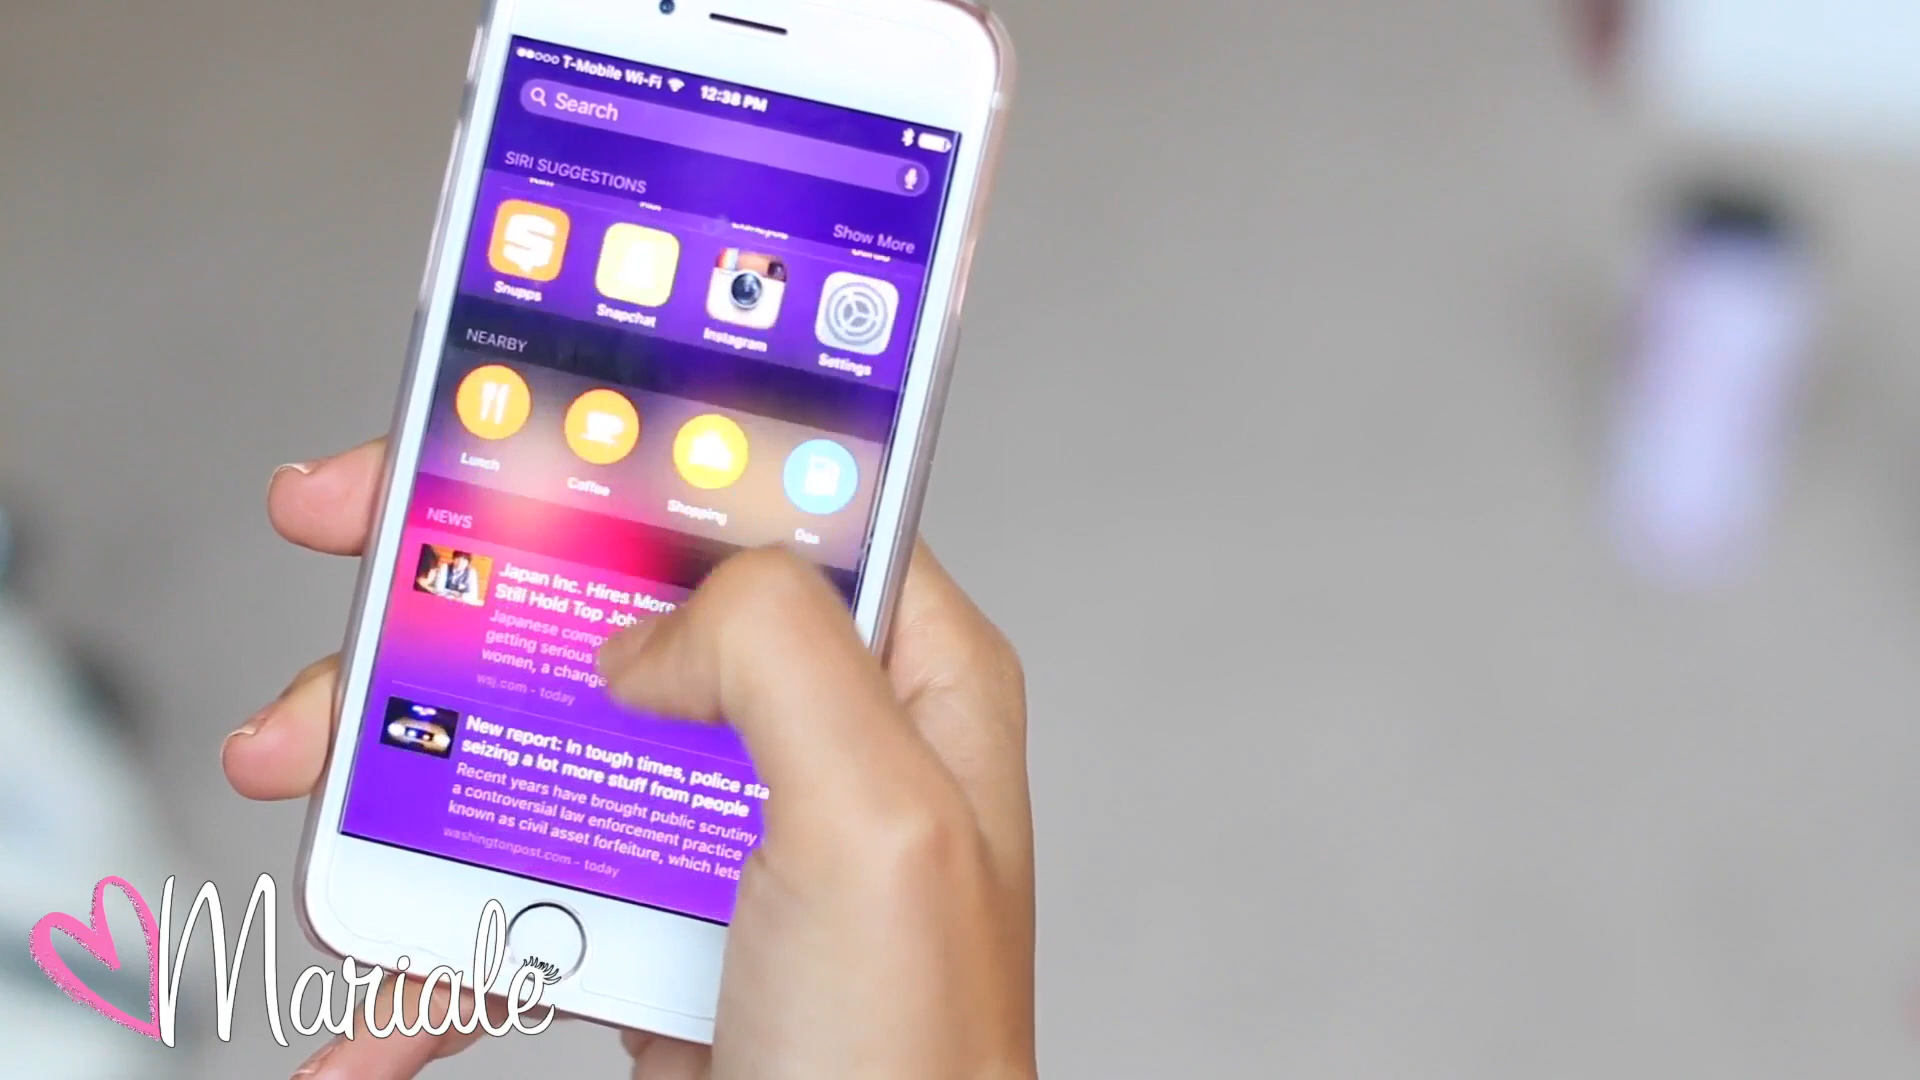 T-Mobile Wi-Fi 12:38 PM
Search
SIRI SUGGESTIONS
Show More
Snupps
Snapchat
Instagram
Settings
NEARBY
Lunch
Coffee
Shopping
Gas
NEWS
Japan Inc. Hires More
Still Hold Top
Japanese
getting serious
women, a change
wsj.com - today
New report: In tough times, police
seizing a lot more stuff from people
Recent years have brought public scrutiny
a controversial law enforcement practice
known as civil asset forfeiture, which lets
washingtonpost.com - today
Mariale